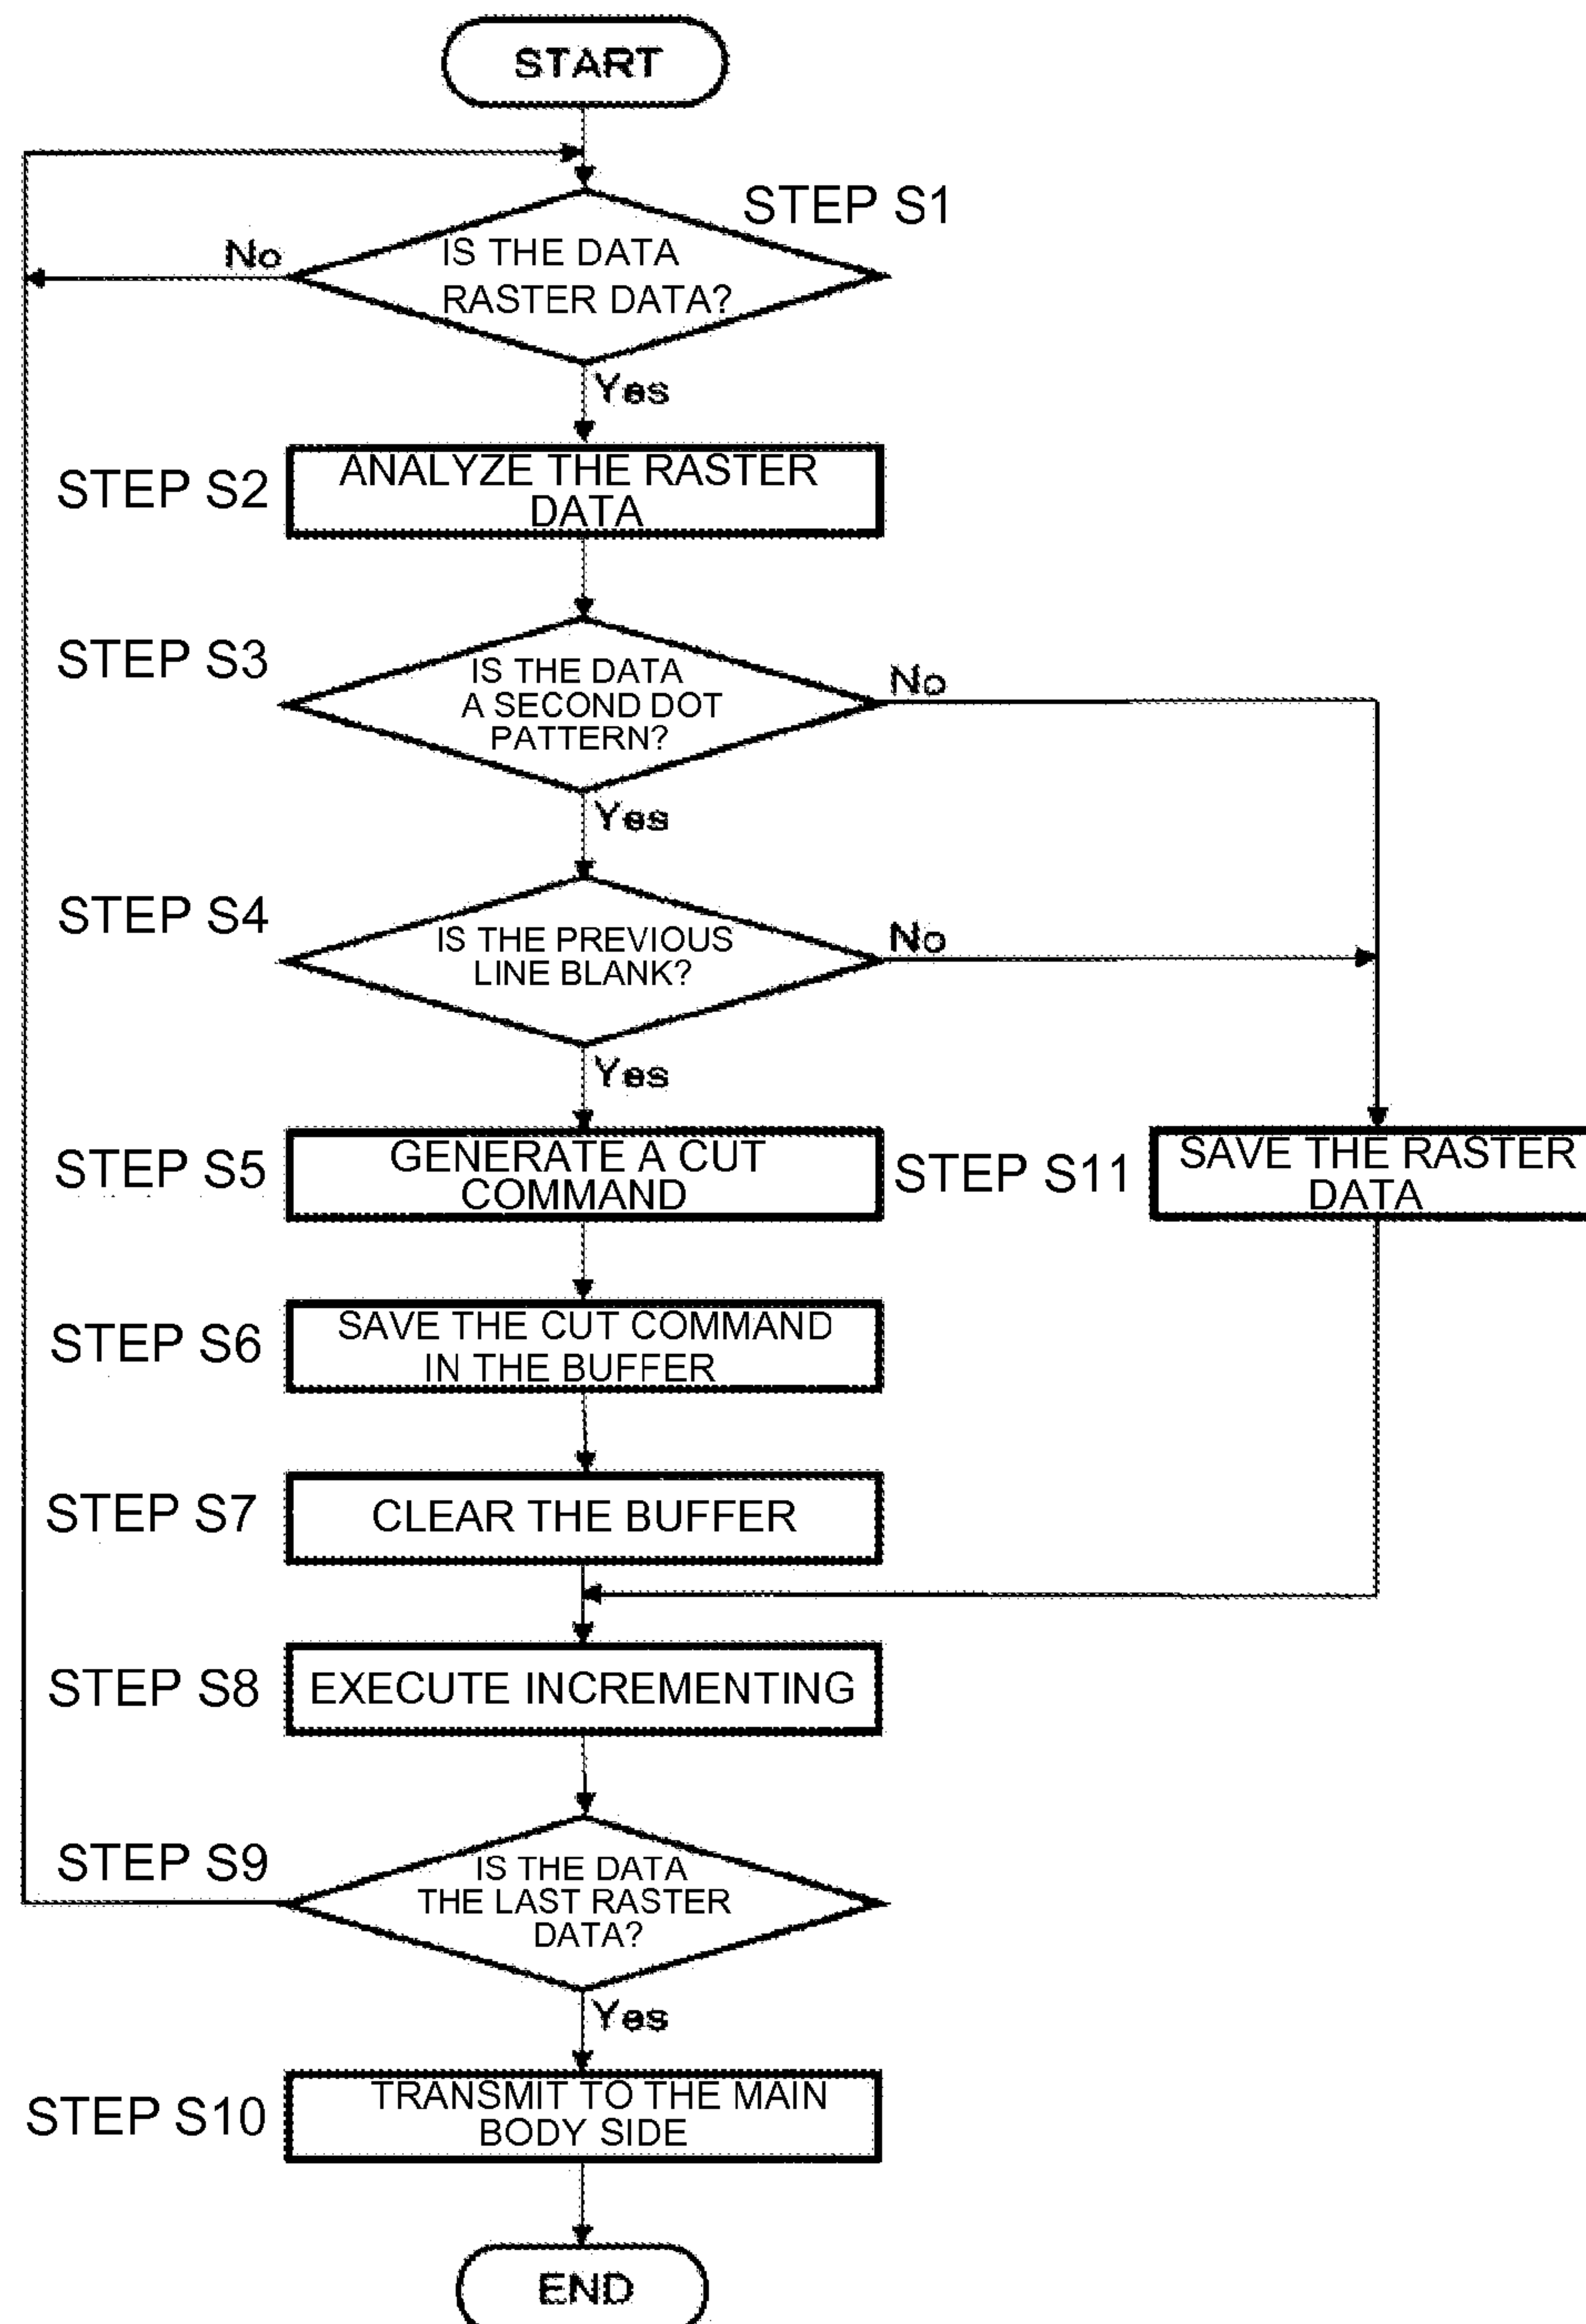 START
STEP S1
No
IS THE DATA
RASTER DATA?
Yes
STEP S2
ANALYZE THE RASTER
DATA
STEP S3
IS THE DATA
A SECOND DOT
PATTERN?
No
Yes
STEP S4
IS THE PREVIOUS
LINE BLANK?
No
Yes
STEP S5
GENERATE A CUT
COMMAND
STEP S11
SAVE THE RASTER
DATA
STEP S6
SAVE THE CUT COMMAND
IN THE BUFFER
STEP S7
CLEAR THE BUFFER
STEP S8
EXECUTE INCREMENTING
STEP S9
IS THE DATA
THE LAST RASTER
DATA?
Yes
STEP S10
TRANSMIT TO THE MAIN
BODY SIDE
END